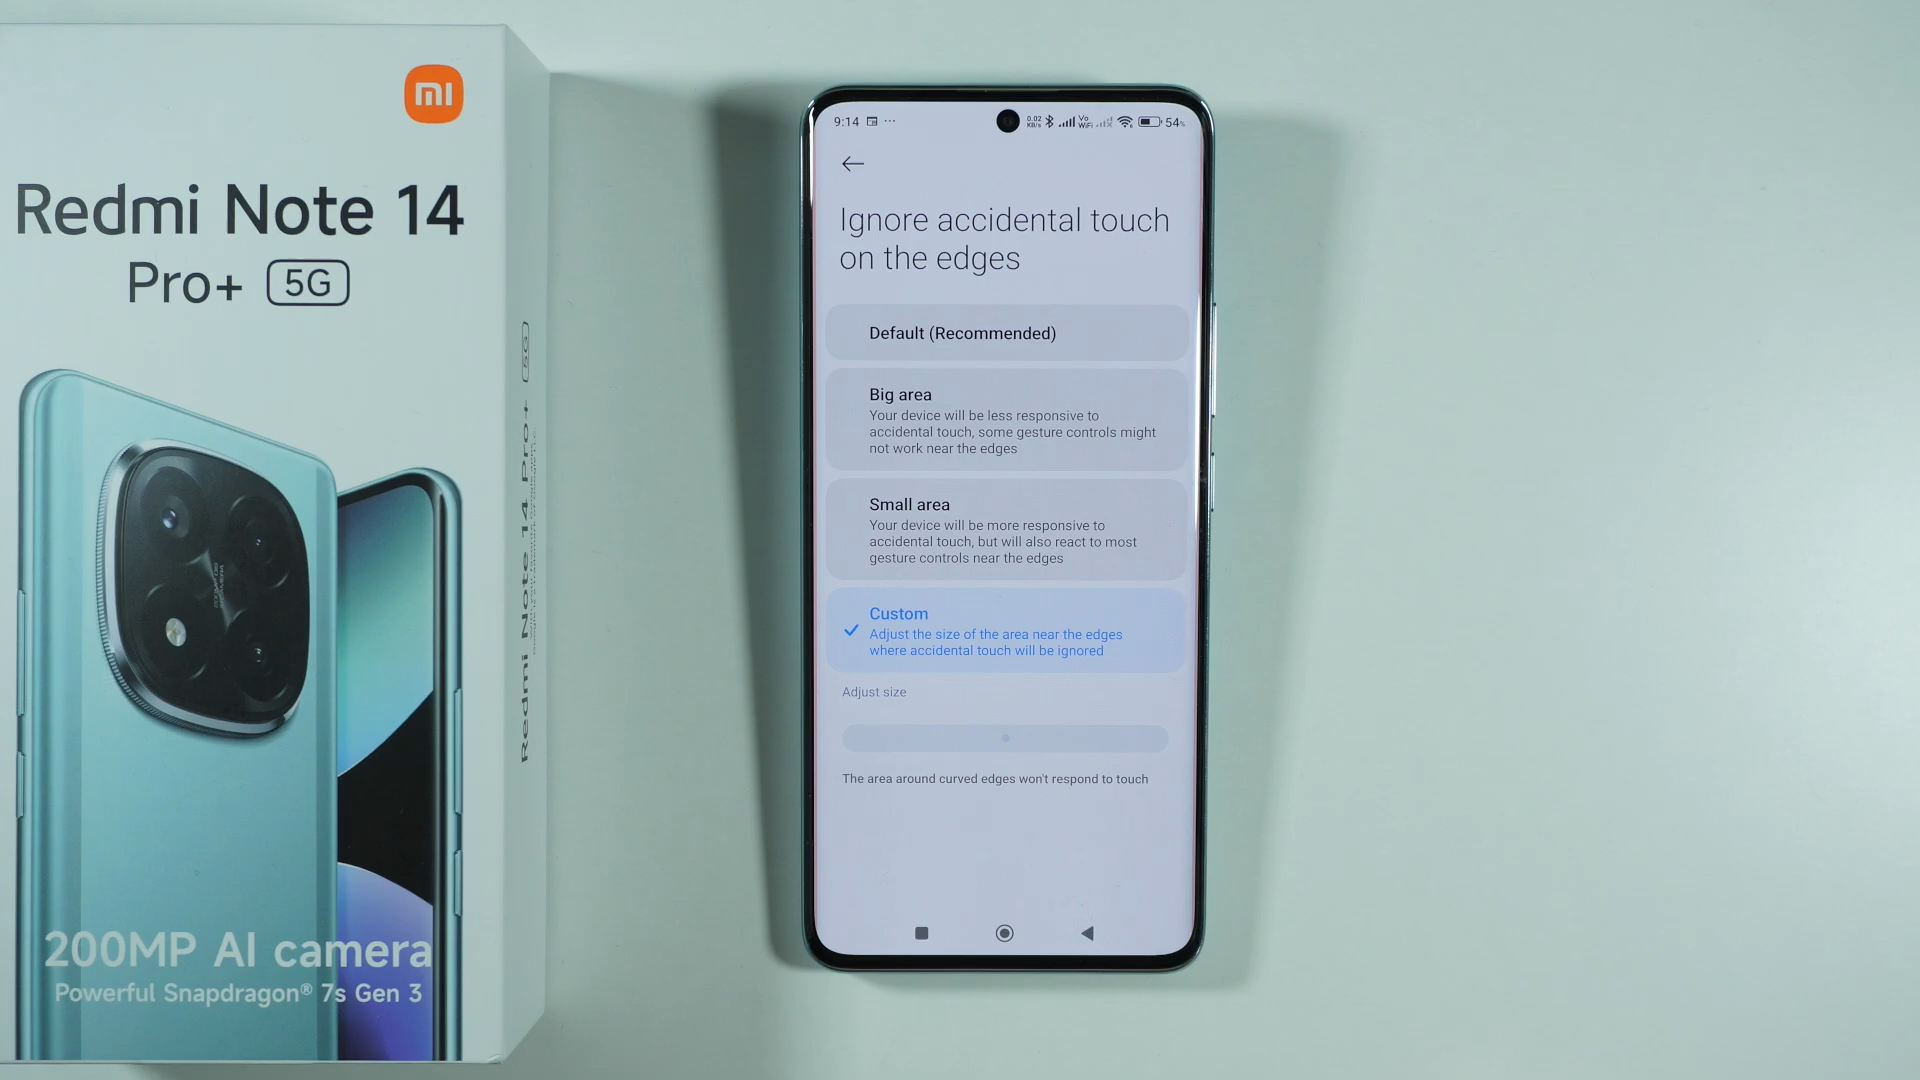 Redmi Note 14
Pro+ 5G
200MP AI camera
Powerful Snapdragon® 7s Gen 3
Redmi Note 14 Pro+ 5G
9:14
54%
Ignore accidental touch
on the edges
Default (Recommended)
Big area
Your device will be less responsive to
accidental touch, some gesture controls might
not work near the edges
Small area
Your device will be more responsive to
accidental touch, but will also react to most
gesture controls near the edges
Custom
Adjust the size of the area near the edges
where accidental touch will be ignored
Adjust size
The area around curved edges won't respond to touch